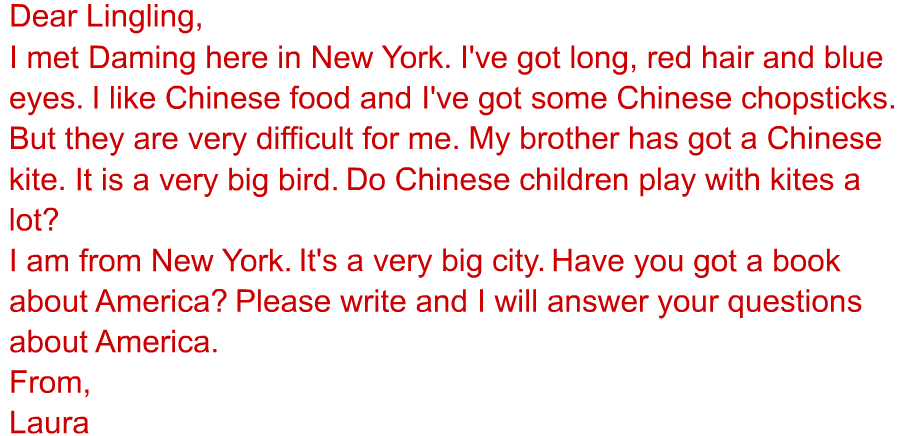 Dear Lingling,
I met Daming here in New York. I've got long, red hair and blue
eyes. I like Chinese food and I've got some Chinese chopsticks.
But they are very difficult for me. My brother has got a Chinese
kite. It is a very big bird. Do Chinese children play with kites a
lot?
I am from New York. It's a very big city. Have you got a book
about America? Please write and I will answer your questions
about America.
From,
Laura